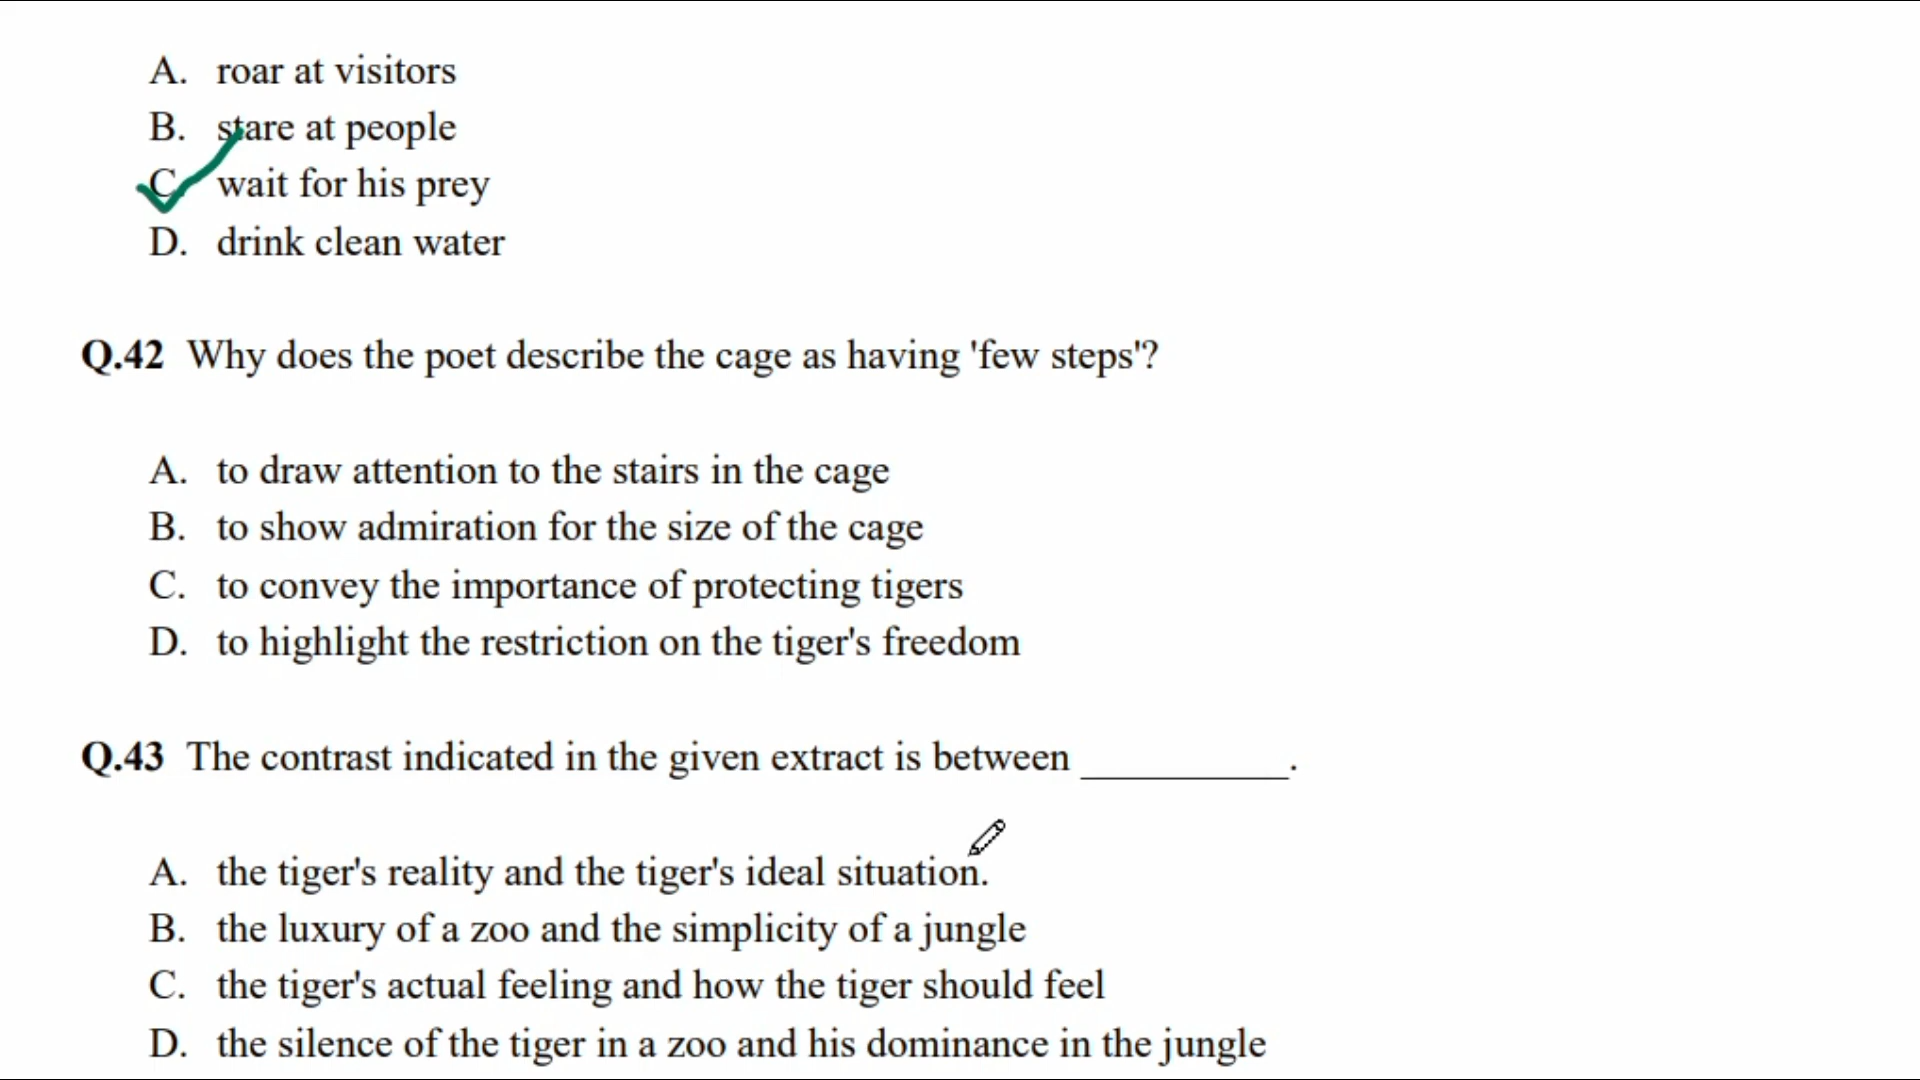 A. roar at visitors
B. stare at people
C. wait for his prey
D. drink clean water
Q.42 Why does the poet describe the cage as having 'few steps'?
A. to draw attention to the stairs in the cage
B. to show admiration for the size of the cage
C. to convey the importance of protecting tigers
D. to highlight the restriction on the tiger's freedom
Q.43 The contrast indicated in the given extract is between __________.
A. the tiger's reality and the tiger's ideal situation.
B. the luxury of a zoo and the simplicity of a jungle
C. the tiger's actual feeling and how the tiger should feel
D. the silence of the tiger in a zoo and his dominance in the jungle